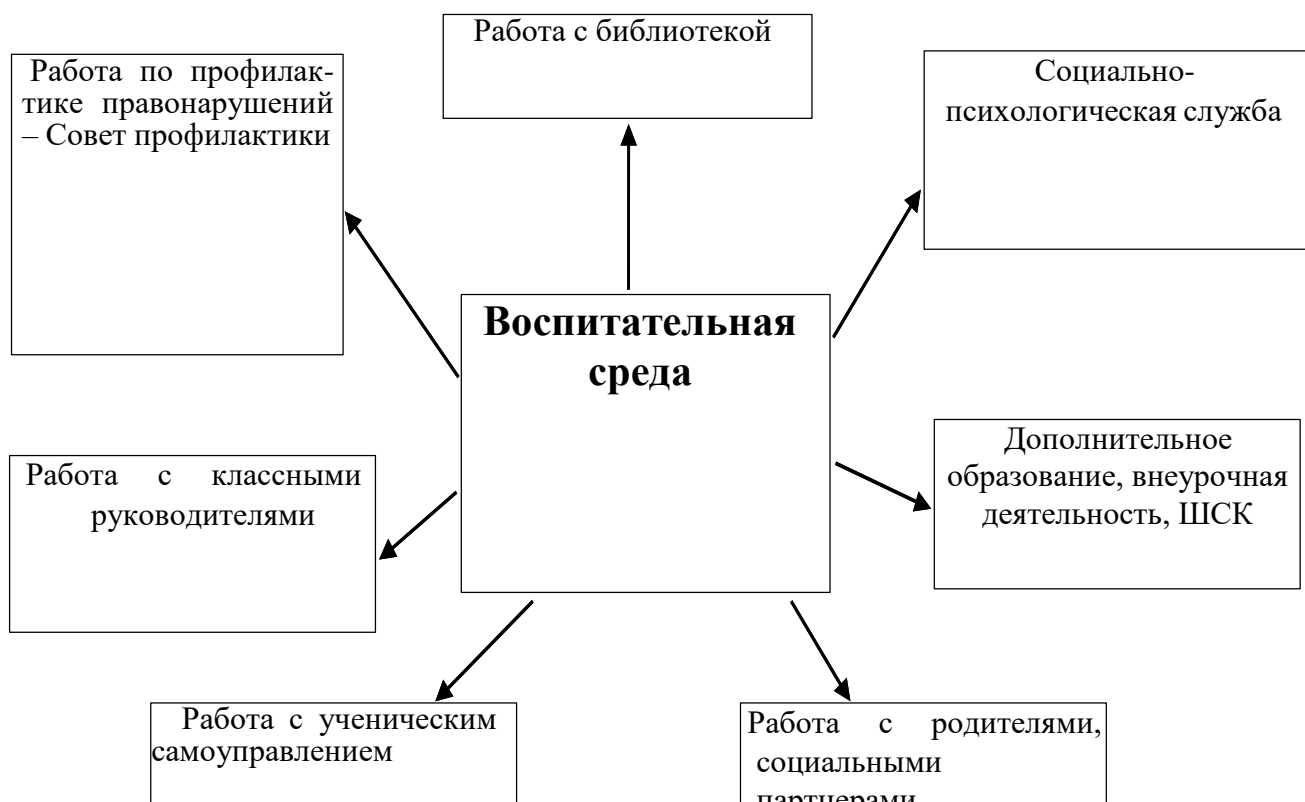 Работа с библиотекой
Работа по профилак-
тике правонарушений
– Совет профилактики
Социально-
психологическая служба
Воспитательная
среда
Работа с классными
руководителями
Дополнительное
образование, внеурочная
деятельность, ШСК
Работа с ученическим
самоуправлением
Работа с родителями,
социальными
партнерами